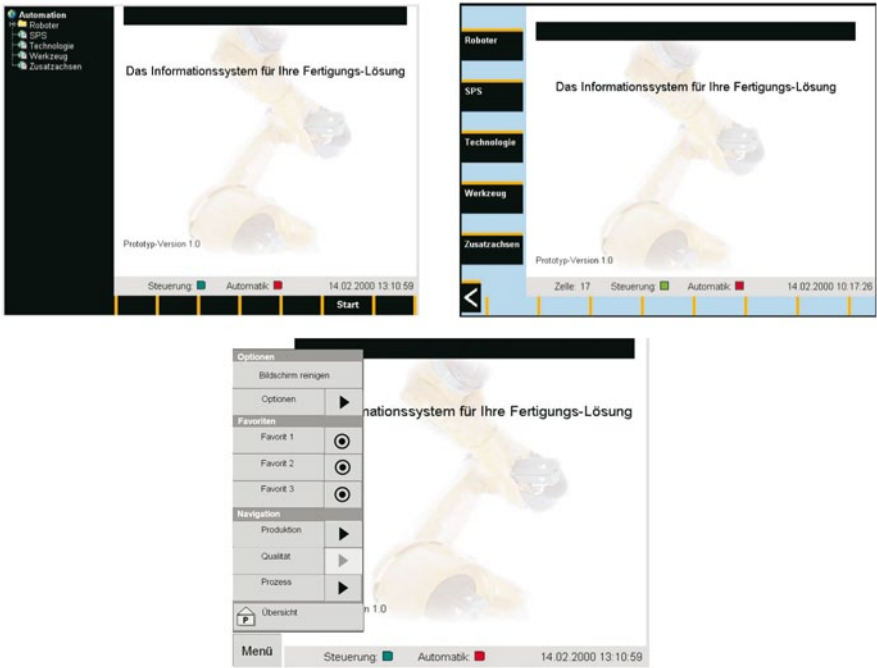 Automation
Roboter
SPS
Technologie
Werkzeug
Zusatzachsen
Das Informationssystem für Ihre Fertigungs-Lösung
Prototyp-Version 1.0
Steuerung: Automatik: 14.02.2000 13:10:59
Start
Roboter
SPS
Technologie
Werkzeug
Zusatzachsen
Das Informationssystem für Ihre Fertigungs-Lösung
Prototyp-Version 1.0
Zelle: 17 Steuerung: Automatik: 14.02.2000 10:17:26
<
Optionen
Bildschirm reinigen
Optionen
Favoriten
Favorit 1
Favorit 2
Favorit 3
Navigation
Produktion
Qualität
Prozess
P Übersicht
mationssystem für Ihre Fertigungs-Lösung
n 1.0
Menü
Steuerung: Automatik: 14.02.2000 13:10:59